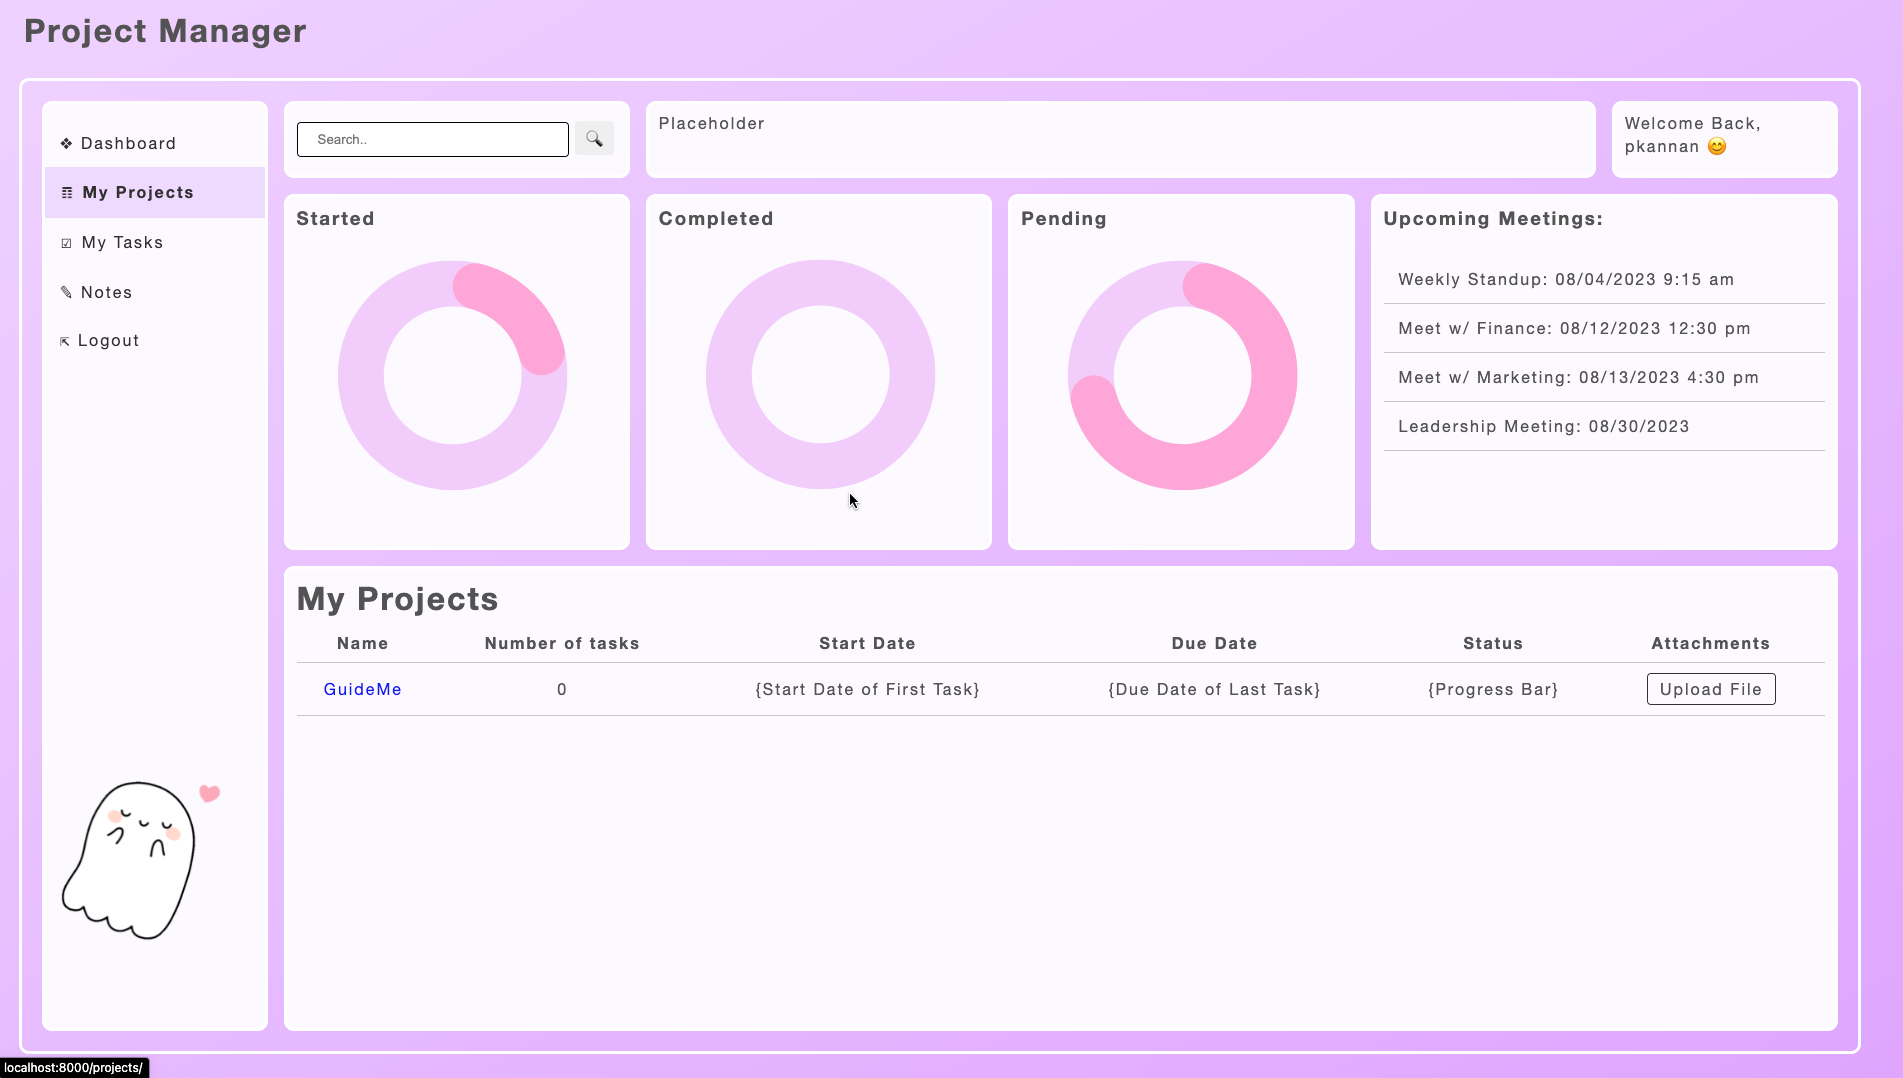 Project Manager
❖ Dashboard
☷ My Projects
☑ My Tasks
✎ Notes
⇱ Logout
Search..
Placeholder
Welcome Back,
pkannan 😊
Started
Completed
Pending
Upcoming Meetings:
Weekly Standup: 08/04/2023 9:15 am
Meet w/ Finance: 08/12/2023 12:30 pm
Meet w/ Marketing: 08/13/2023 4:30 pm
Leadership Meeting: 08/30/2023
My Projects
Name Number of tasks Start Date Due Date Status Attachments
GuideMe 0 {Start Date of First Task} {Due Date of Last Task} {Progress Bar} Upload File
localhost:8000/projects/